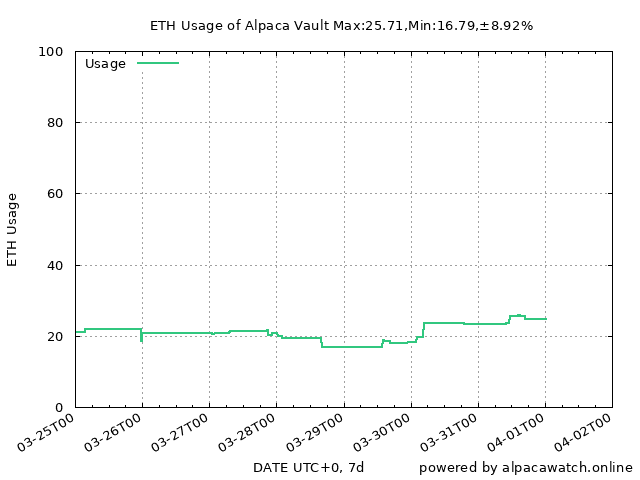 ETH Usage of Alpaca Vault Max:25.71,Min:16.79,±8.92%
100
80
60
40
20
0
ETH Usage
Usage
03-25T00
03-26T00
03-27T00
03-28T00
03-29T00
03-30T00
03-31T00
04-01T00
04-02T00
DATE UTC+0, 7d
powered by alpacawatch.online